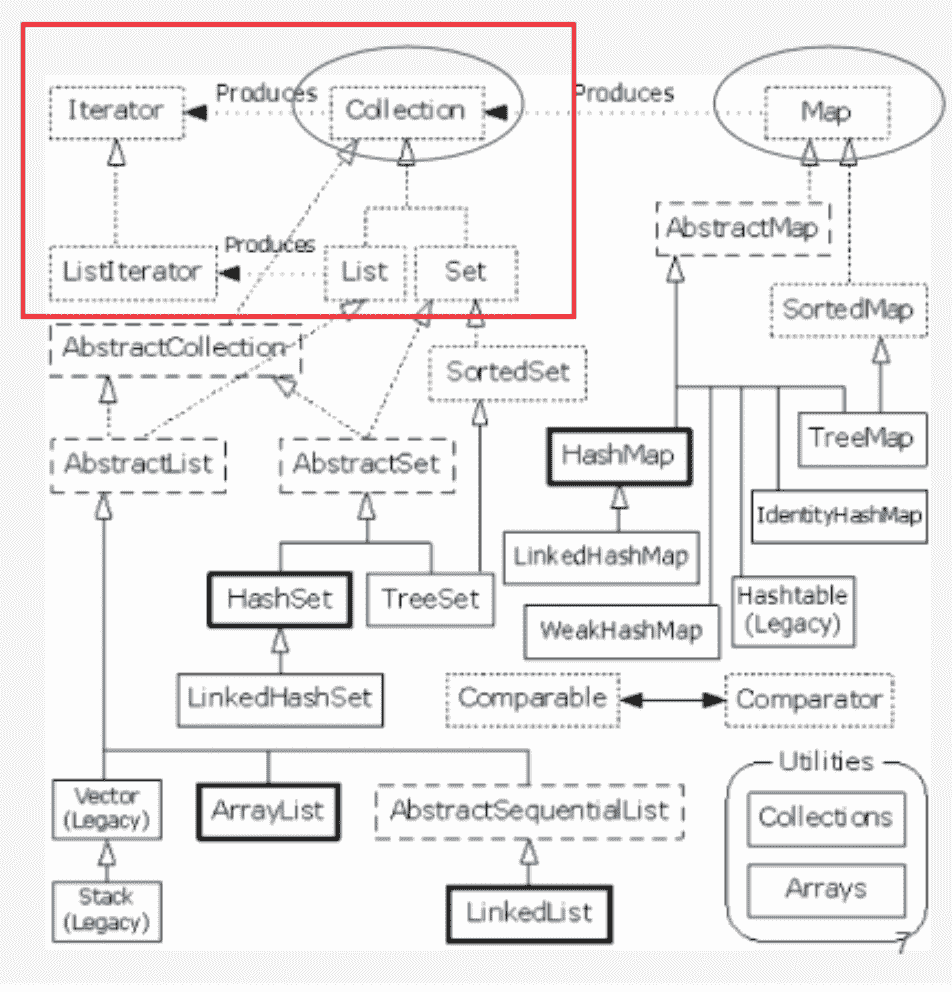 Produces
Produces
Iterator
Collection
Map
AbstractMap
Produces
ListIterator
List
Set
SortedMap
AbstractCollection
SortedSet
TreeMap
AbstractList
AbstractSet
HashMap
IdentityHashMap
LinkedHashMap
HashSet
TreeSet
Hashtable
(Legacy)
WeakHashMap
LinkedHashSet
Comparable
Comparator
Utilities
Vector
(Legacy)
ArrayList
AbstractSequentialList
Collections
Stack
(Legacy)
LinkedList
Arrays
7